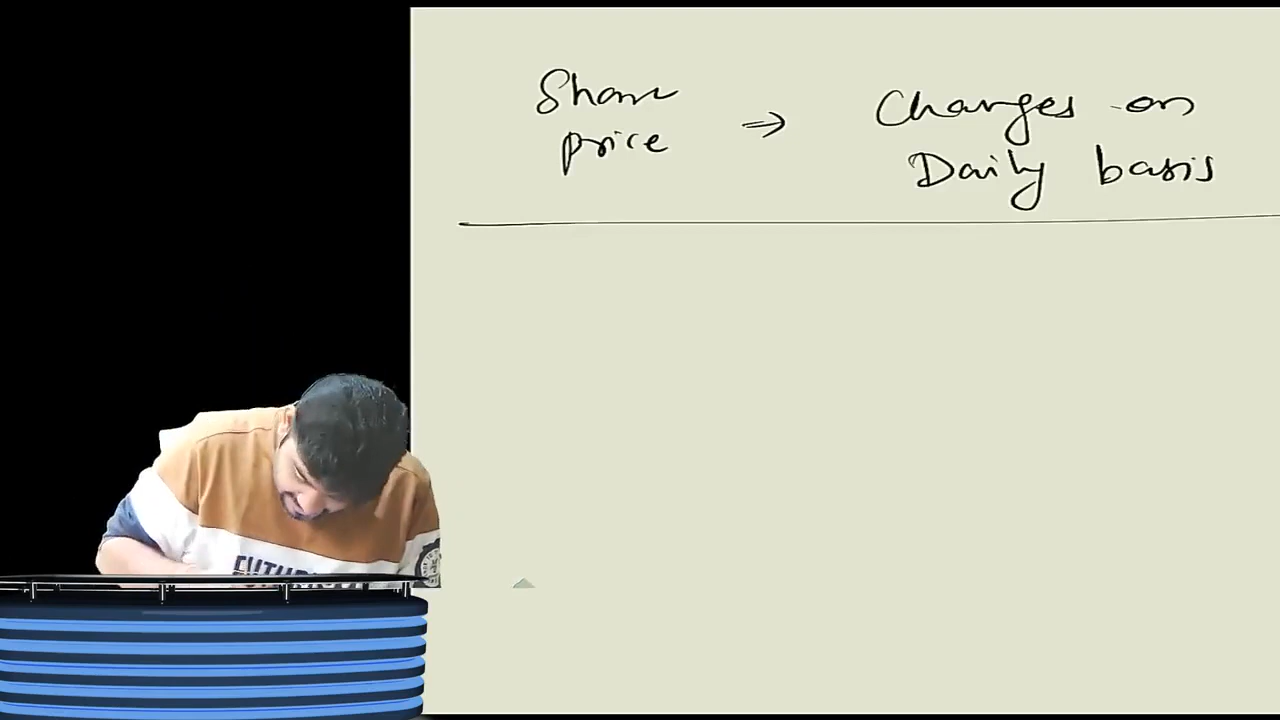 Share
price ⇒
Changes on
Daily basis